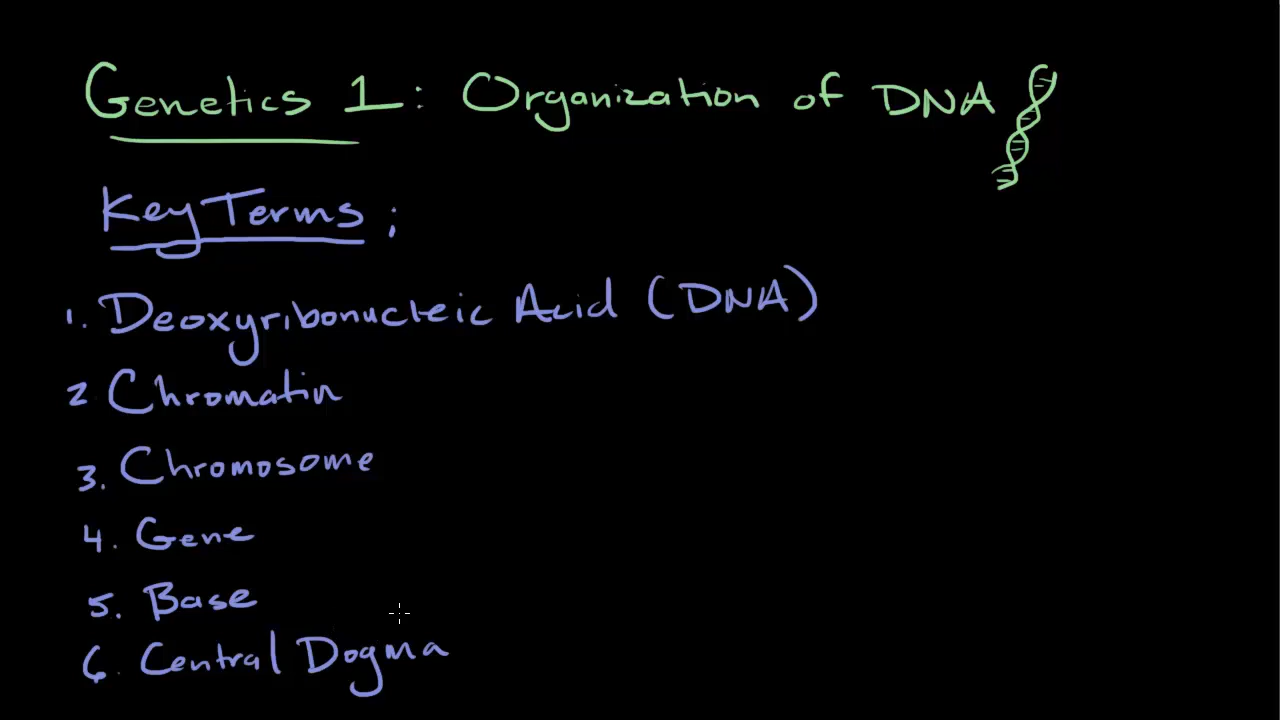 Genetics 1: Organization of DNA
Key Terms:
1. Deoxyribonucleic Acid (DNA)
2 Chromatin
3. Chromosome
4. Gene
5. Base
6. Central Dogma